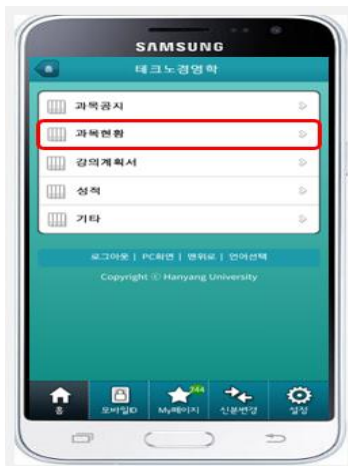 SAMSUNG
테크노경영학
과목공지
과목현황
강의계획서
성적
기타
로그아웃 | PC화면 | 맨위로 | 언어선택
Copyright ⓒ Hanyang University
244
홈
모바일ID
My페이지
신분변경
설정